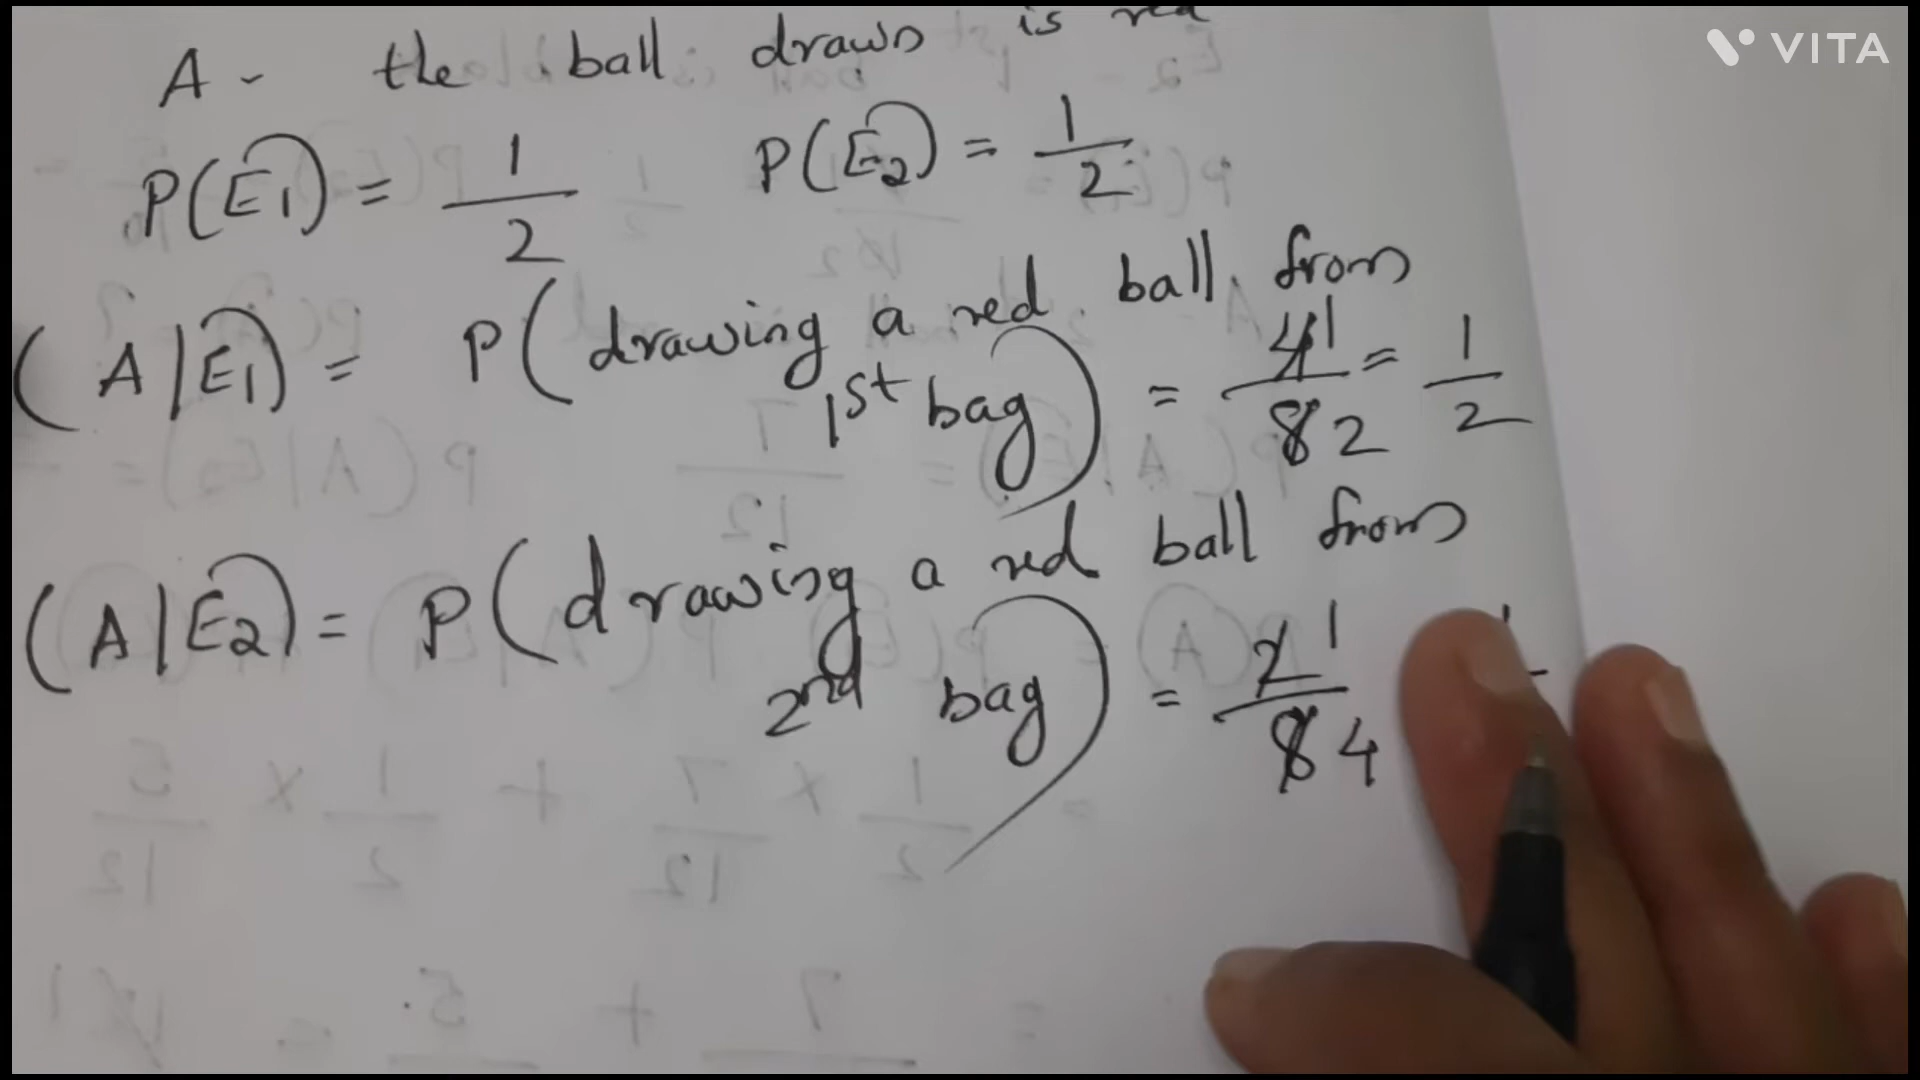 VITA
A - the ball drawn is red
P(E1) = 1/2 P(E2) = 1/2
(A|E1) = P(drawing a red ball from
1st bag) = 4 1/8 2 = 1/2
(A|E2) = P(drawing a red ball from
2nd bag) = 2 1/8 4